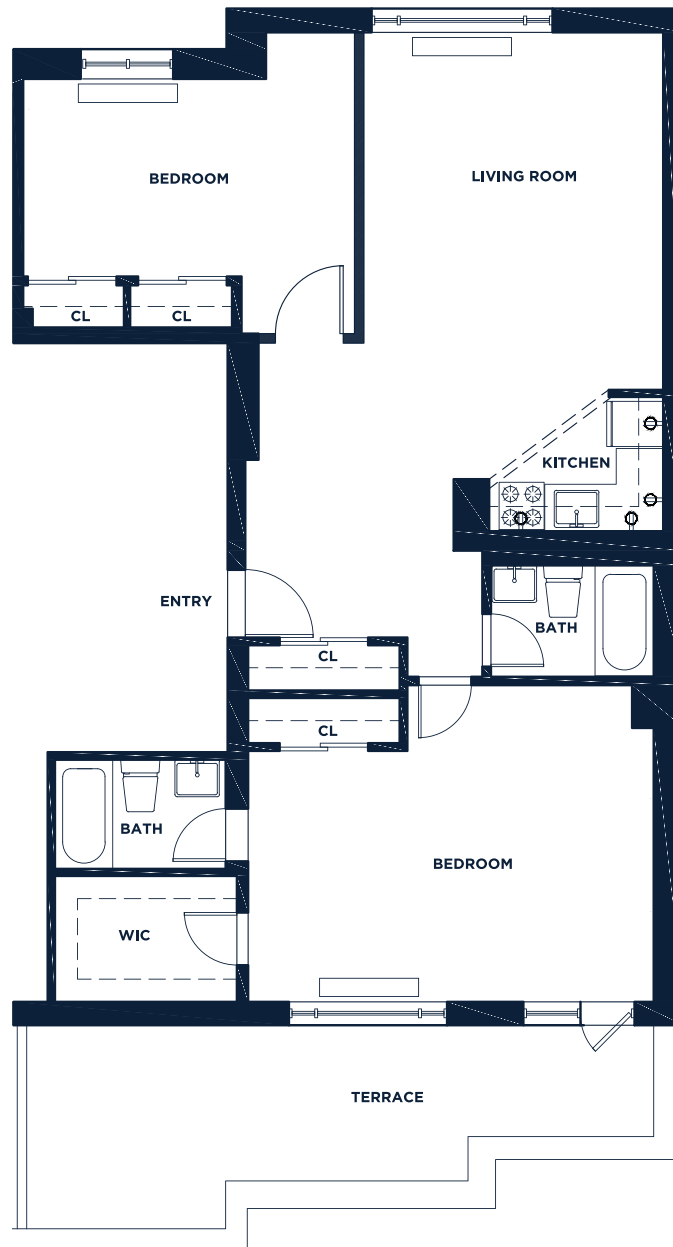 LIVING ROOM
BEDROOM
CL
CL
KITCHEN
ENTRY
BATH
CL
CL
BATH
BEDROOM
WIC
TERRACE